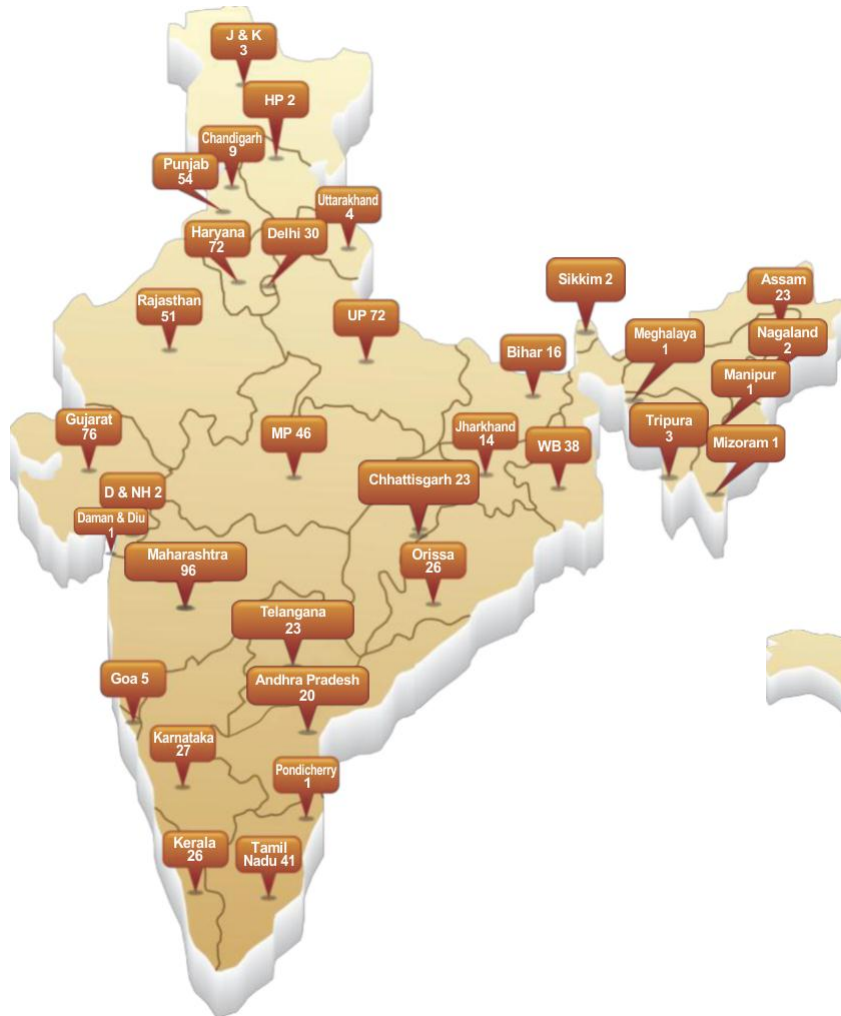 J & K
3
HP 2
Chandigarh
9
Punjab
54
Uttarakhand
4
Haryana
72
Delhi 30
Sikkim 2
Assam
23
Rajasthan
51
UP 72
Meghalaya
1
Nagaland
2
Bihar 16
Manipur
1
Gujarat
76
MP 46
Jharkhand
14
WB 38
Tripura
3
Mizoram 1
Chhattisgarh 23
D & NH 2
Daman & Diu
1
Maharashtra
96
Orissa
26
Telangana
23
Goa 5
Andhra Pradesh
20
Karnataka
27
Pondicherry
1
Kerala
26
Tamil
Nadu 41